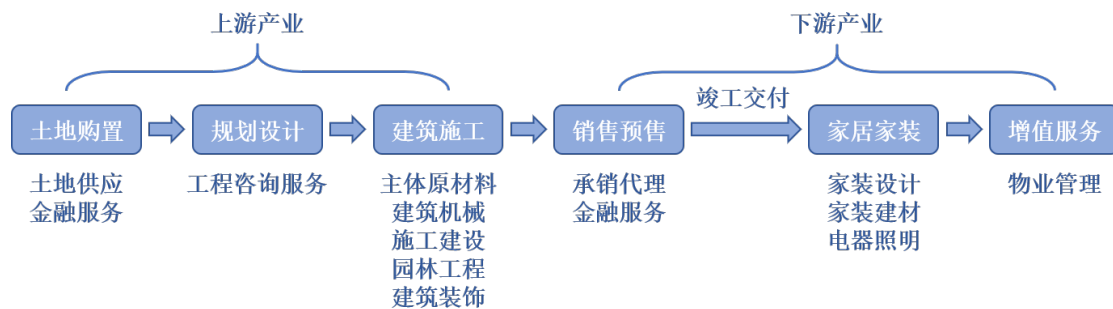 上游产业
下游产业
竣工交付
土地购置
规划设计
建筑施工
销售预售
家居家装
增值服务
土地供应
金融服务
工程咨询服务
主体原材料
建筑机械
施工建设
园林工程
建筑装饰
承销代理
金融服务
家装设计
家装建材
电器照明
物业管理